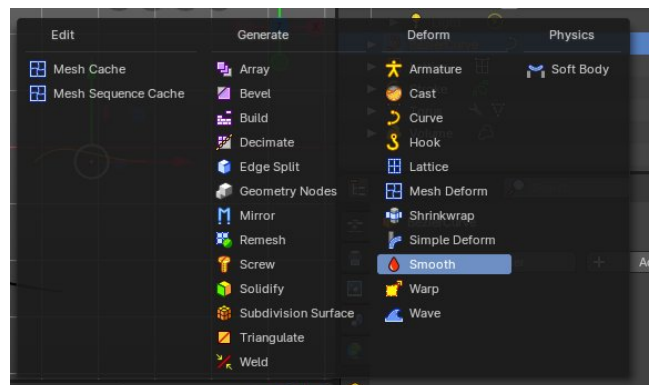 Edit
Mesh Cache
Mesh Sequence Cache
Generate
Array
Bevel
Build
Decimate
Edge Split
Geometry Nodes
Mirror
Remesh
Screw
Solidify
Subdivision Surface
Triangulate
Weld
Deform
Armature
Cast
Curve
Hook
Lattice
Mesh Deform
Shrinkwrap
Simple Deform
Smooth
Warp
Wave
Physics
Soft Body